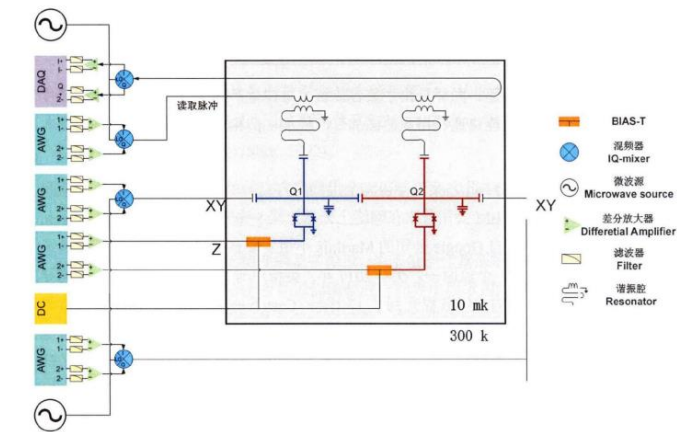 DAQ
1+
1-
2+
I
Q
读取脉冲
AWG
1+
1-
2+
2-
I
Q
AWG
1+
1-
2+
2-
I
Q
XY
Q1
Q2
XY
AWG
1+
1-
2+
2-
Z
DC
10 mk
300 k
AWG
1+
1-
2+
2-
I
Q
BIAS-T
混频器
IQ-mixer
微波源
Microwave source
差分放大器
Differetial Amplifier
滤波器
Filter
谐振腔
Resonator